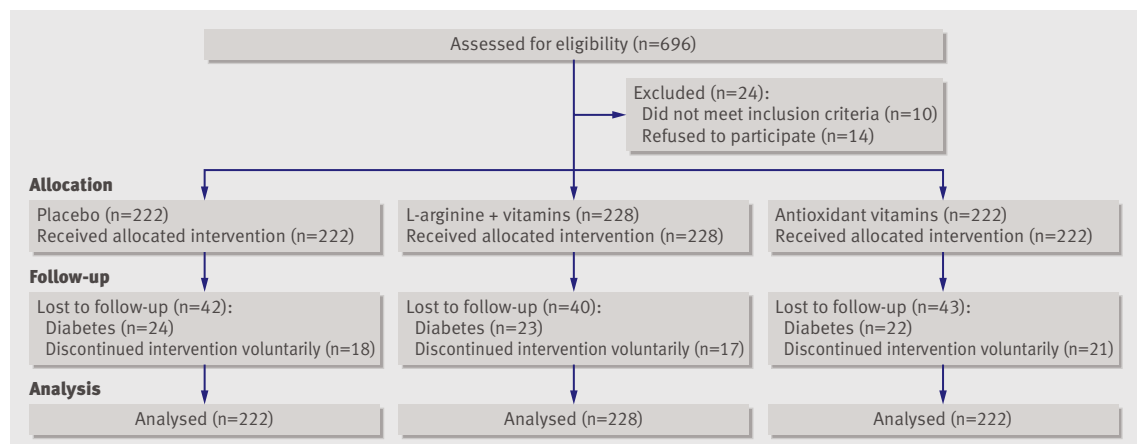 Assessed for eligibility (n=696)
Excluded (n=24):
Did not meet inclusion criteria (n=10)
Refused to participate (n=14)
Allocation
Placebo (n=222)
Received allocated intervention (n=222)
L-arginine + vitamins (n=228)
Received allocated intervention (n=228)
Antioxidant vitamins (n=222)
Received allocated intervention (n=222)
Follow-up
Lost to follow-up (n=42):
Diabetes (n=24)
Discontinued intervention voluntarily (n=18)
Lost to follow-up (n=40):
Diabetes (n=23)
Discontinued intervention voluntarily (n=17)
Lost to follow-up (n=43):
Diabetes (n=22)
Discontinued intervention voluntarily (n=21)
Analysis
Analysed (n=222)
Analysed (n=228)
Analysed (n=222)